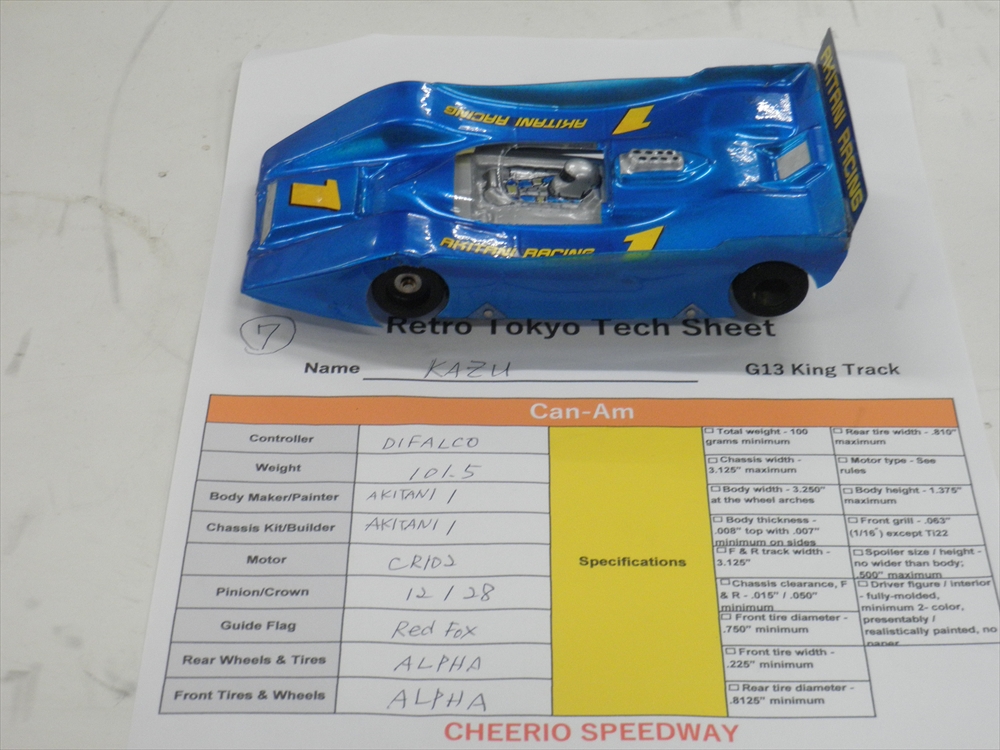 AKITANI RACING
1
AKITANI RACING
1
AKITANI RACING
1
7
Retro Tokyo Tech Sheet
Name KAZU G13 King Track
Can-Am
Controller DIFALCO
Weight 101.5
Body Maker/Painter AKITANI /
Chassis Kit/Builder AKITANI /
Motor CR102
Pinion/Crown 12 / 28
Guide Flag Red Fox
Rear Wheels & Tires ALPHA
Front Tires & Wheels ALPHA
Specifications
Total weight - 100
grams minimum
Chassis width -
3.125" maximum
Body width - 3.250"
at the wheel arches
Body thickness -
.008" top with .007"
minimum on sides
F & R track width -
3.125"
Chassis clearance, F
& R - .015" / .050"
minimum
Front tire diameter -
.750" minimum
Front tire width -
.225" minimum
Rear tire diameter -
.8125" minimum
Rear tire width - .810"
maximum
Motor type - See
rules
Body height - 1.375"
maximum
Front grill - .063"
(1/16") except Ti22
Spoiler size / height -
no wider than body;
.500" maximum
Driver figure / interior
- fully-molded,
minimum 2- color,
presentably /
realistically painted, no
paper
CHEERIO SPEEDWAY